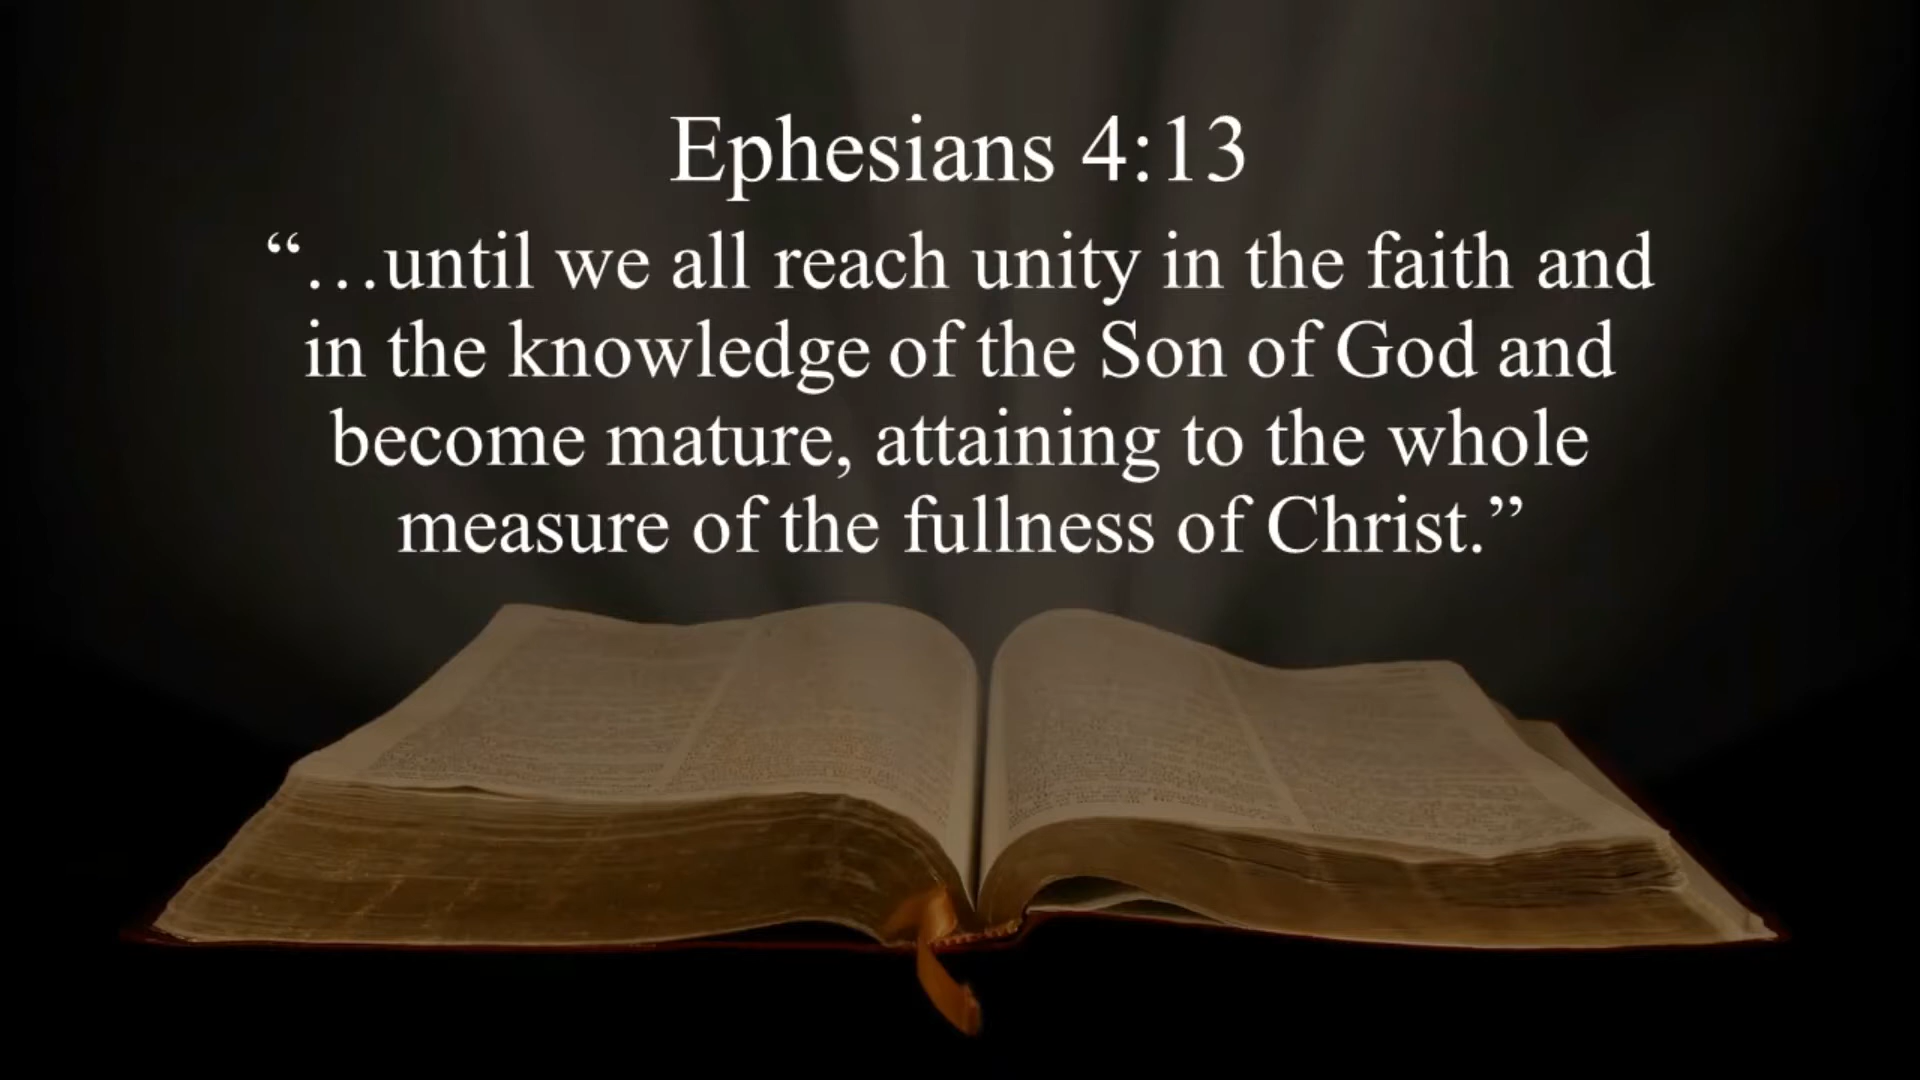 Ephesians 4:13
“…until we all reach unity in the faith and
in the knowledge of the Son of God and
become mature, attaining to the whole
measure of the fullness of Christ.”